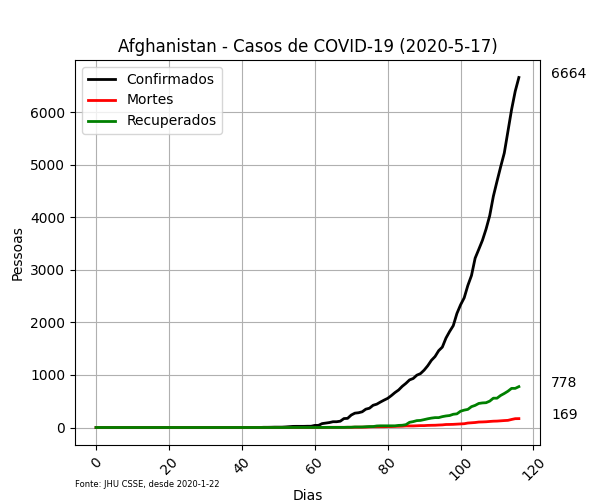 Afghanistan - Casos de COVID-19 (2020-5-17)
Confirmados
Mortes
Recuperados
6664
778
169
Pessoas
6000
5000
4000
3000
2000
1000
0
0 20 40 60 80 100 120
Fonte: JHU CSSE, desde 2020-1-22
Dias